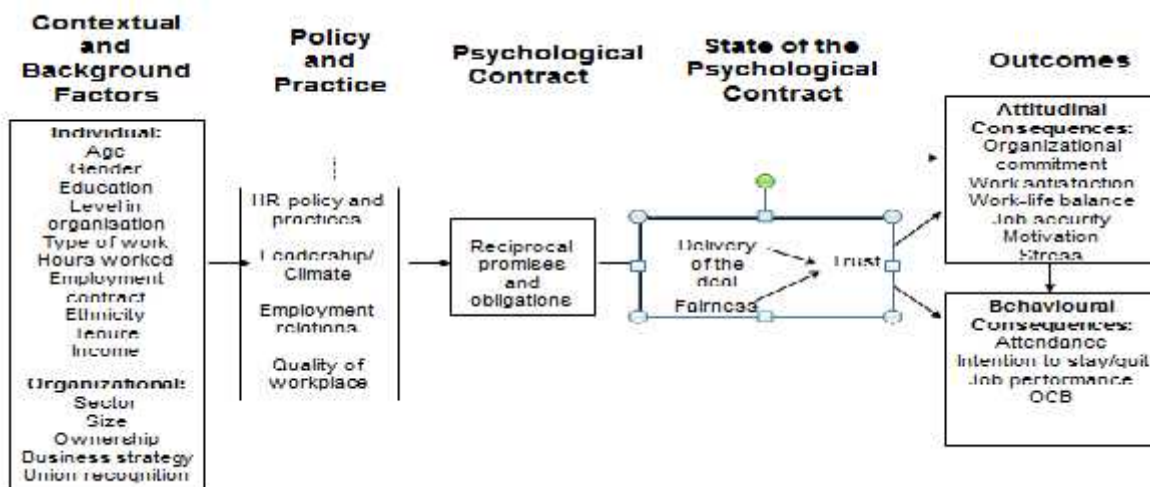 Contextual
and
Background
Factors
Individual:
Age
Gender
Education
Level in
organisation
Type of work
Hours worked
Employment
contract
Ethnicity
Tenure
Income
Organizational:
Sector
Size
Ownership
Business strategy
Union recognition
Policy
and
Practice
HR policy and
practices
Leadership/
Climate
Employment
relations
Quality of
workplace
Psychological
Contract
Reciprocal
promises
and
obligations
State of the
Psychological
Contract
Delivery
of the
deal
Fairness
Trust
Outcomes
Attitudinal
Consequences:
Organizational
commitment
Work satisfaction
Work-life balance
Job security
Motivation
Stress
Behavioural
Consequences:
Attendance
Intention to stay/quit
Job performance
OCB